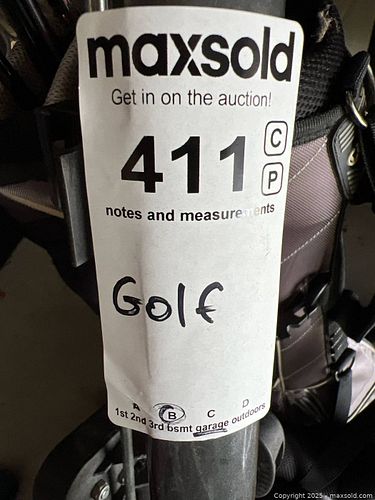 maxsold
Get in on the auction!
411
C
P
notes and measurements
Golf
A B C D
1st 2nd 3rd bsmt garage outdoors
Copyright 2025 - maxsold.com